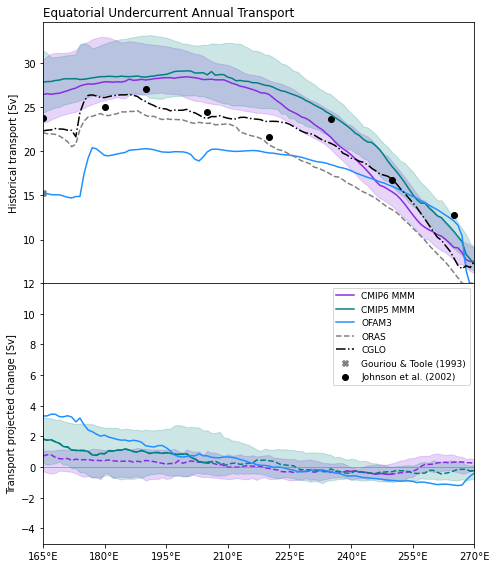 Equatorial Undercurrent Annual Transport
Historical transport [Sv]
30
25
20
15
10
Transport projected change [Sv]
12
10
8
6
4
2
0
−2
−4
CMIP6 MMM
CMIP5 MMM
OFAM3
ORAS
CGLO
Gouriou & Toole (1993)
Johnson et al. (2002)
165°E 180°E 195°E 210°E 225°E 240°E 255°E 270°E